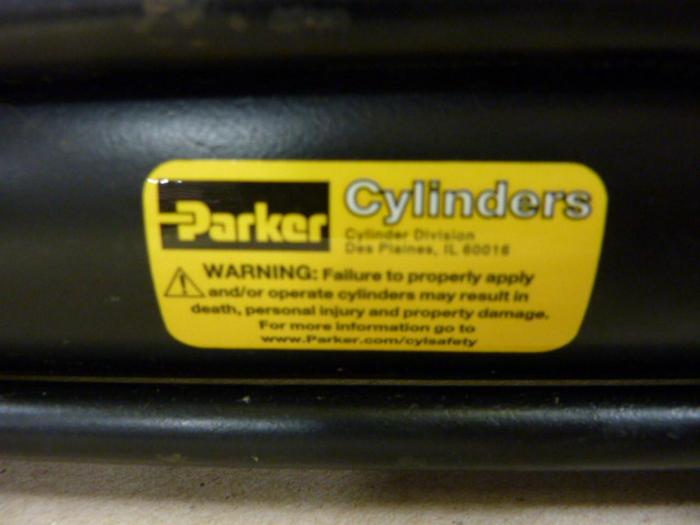 Parker
Cylinders
Cylinder Division
Des Plaines, IL 60016
WARNING: Failure to properly apply
and/or operate cylinders may result in
death, personal injury and property damage.
For more information go to
www.Parker.com/cylsafety